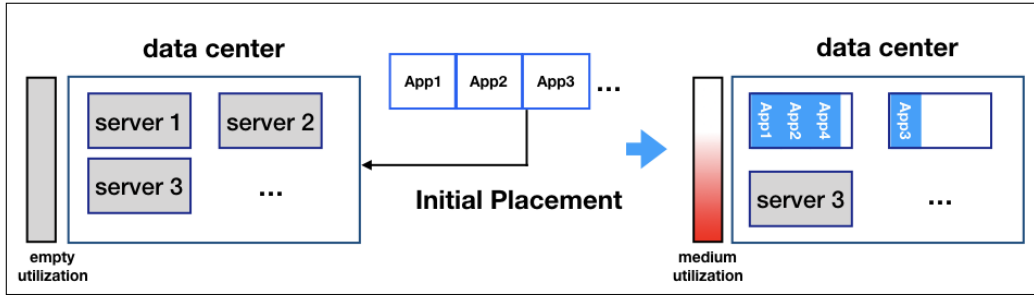 data center
server 1
server 2
server 3
...
empty
utilization
App1
App2
App3
...
Initial Placement
data center
App1
App2
App4
App3
server 3
...
medium
utilization